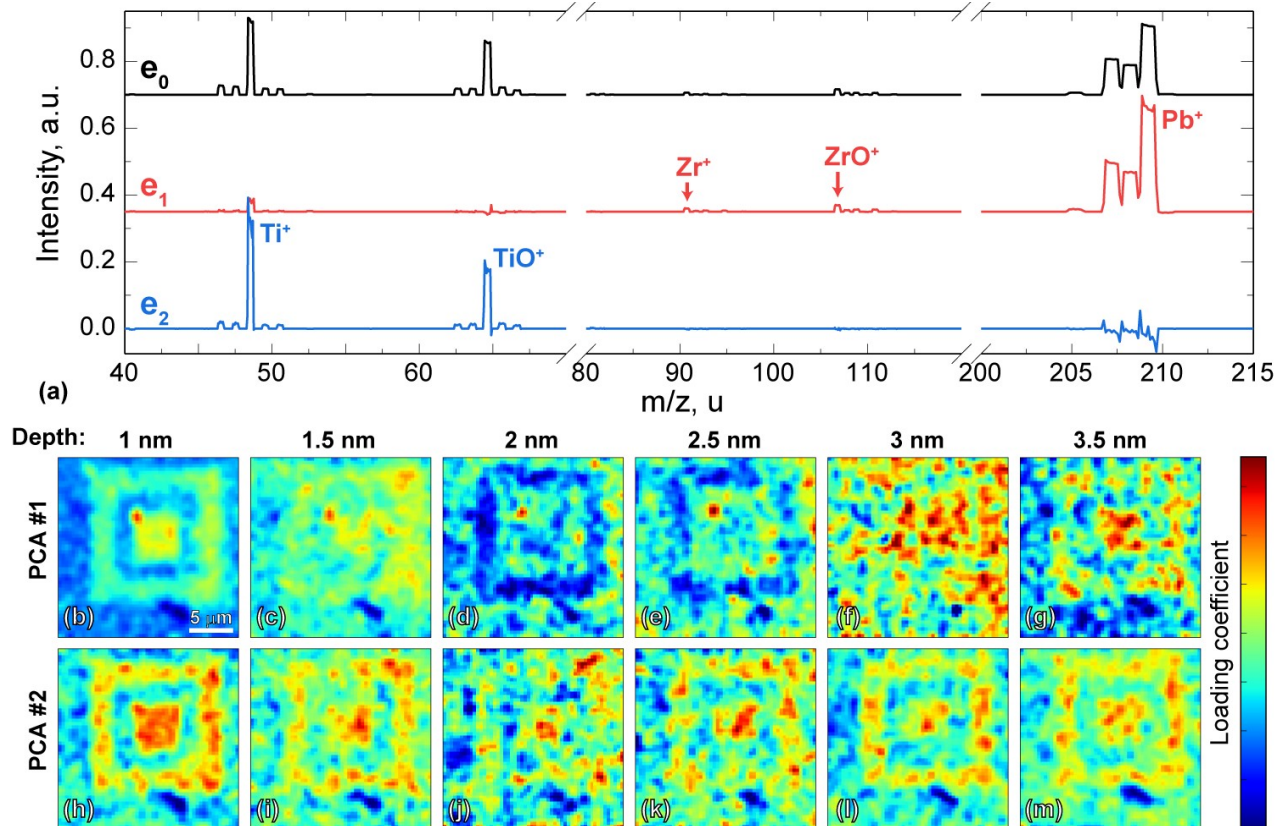 Intensity, a.u.
0.8
0.6
0.4
0.2
0.0
e0
e1
e2
Zr+
ZrO+
Pb+
Ti+
TiO+
40 50 60 80 90 100 110 200 205 210 215
m/z, u
(a)
Depth: 1 nm 1.5 nm 2 nm 2.5 nm 3 nm 3.5 nm
PCA #1
(b) 5 μm (c) (d) (e) (f) (g)
PCA #2
(h) (i) (j) (k) (l) (m)
Loading coefficient